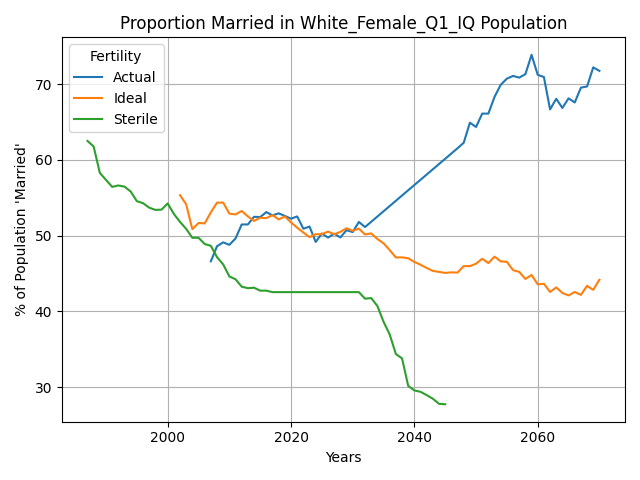 Proportion Married in White_Female_Q1_IQ Population
Fertility
Actual
Ideal
Sterile
% of Population 'Married'
70
60
50
40
30
2000
2020
2040
2060
Years